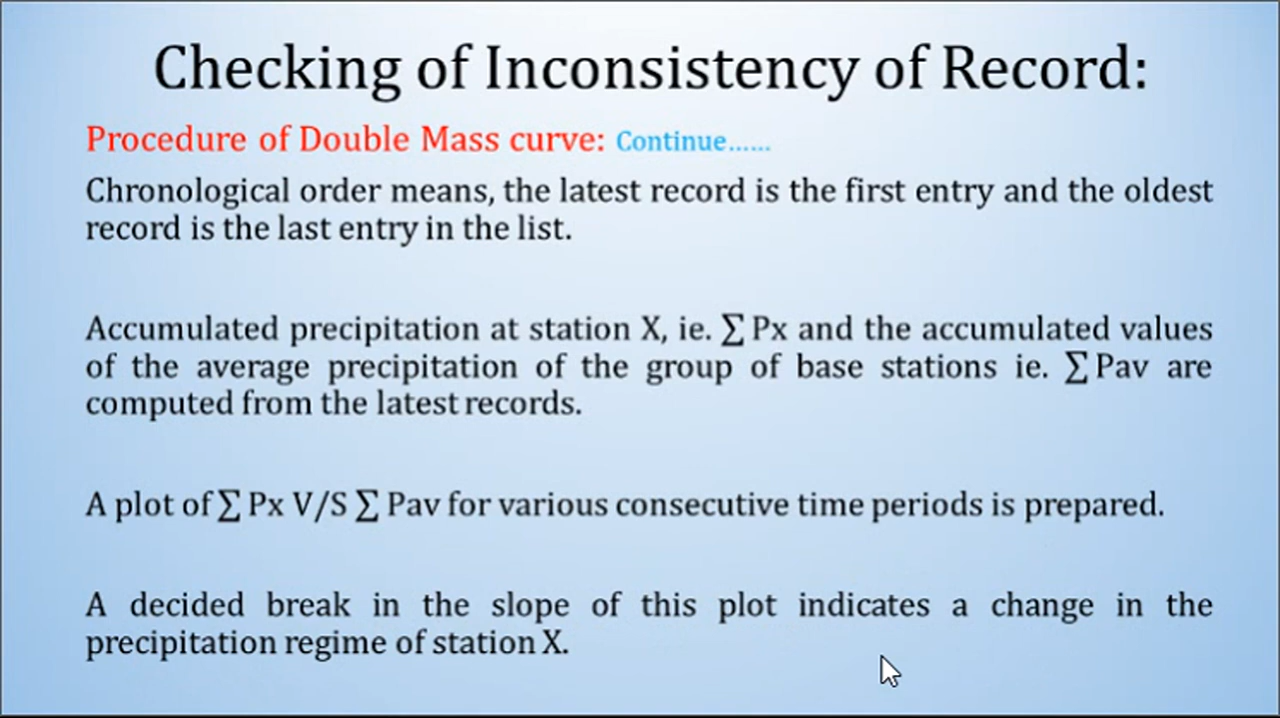 Checking of Inconsistency of Record:
Procedure of Double Mass curve: Continue……
Chronological order means, the latest record is the first entry and the oldest
record is the last entry in the list.
Accumulated precipitation at station X, ie. ∑ Px and the accumulated values
of the average precipitation of the group of base stations ie. ∑ Pav are
computed from the latest records.
A plot of ∑ Px V/S ∑ Pav for various consecutive time periods is prepared.
A decided break in the slope of this plot indicates a change in the
precipitation regime of station X.